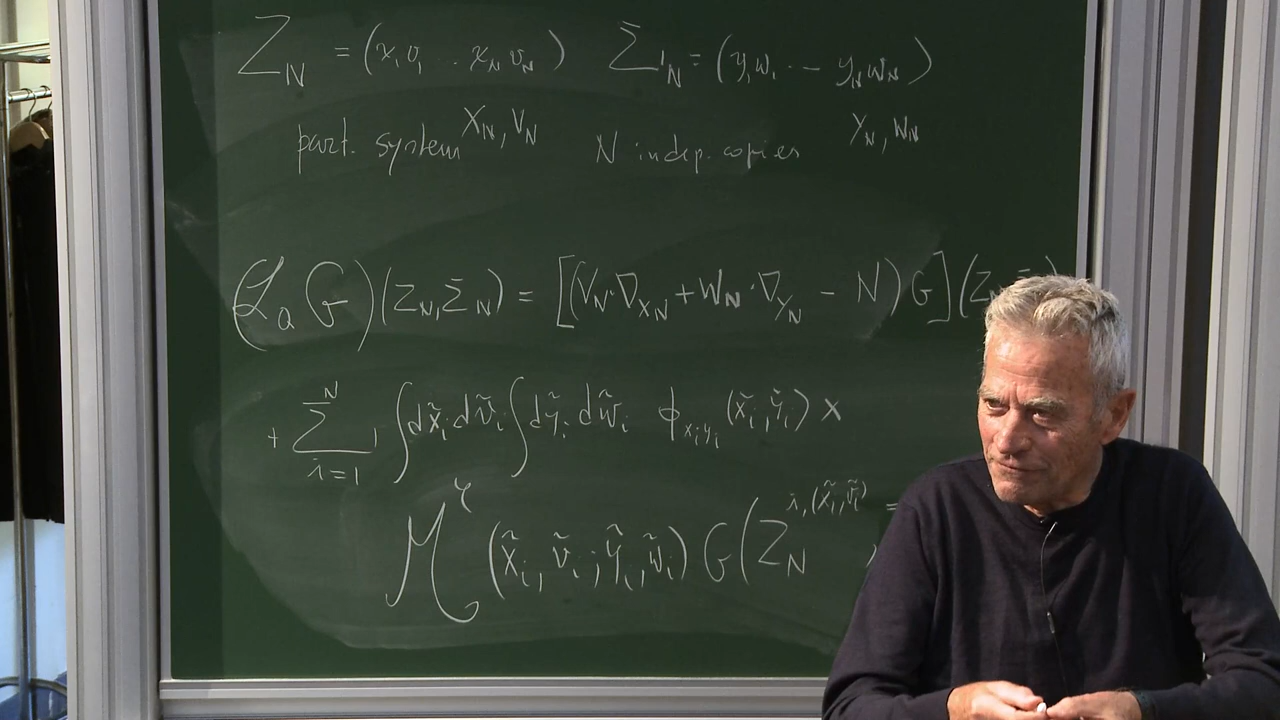 Z_N = (x_1 v_1 .. x_N v_N)  Σ_N = (y_1 w_1 .. – y_N w_N)
part. system X_N, V_N  N indep. copies  Y_N, W_N
(ℒ_a G)(Z_N, Σ_N) = [(V_N·∇_{X_N} + W_N·∇_{Y_N} – N) G](Z_N
+ Σ_{i=1}^N ∫dx̃_i dṽ_i ∫dỹ_i dw̃_i ϕ_{x_i y_i}(x̃_i, ỹ_i) ×
(x̃_i, ṽ_i; ỹ_i, w̃_i) G(Z_N^{i,(x̃_i, ṽ_i)}